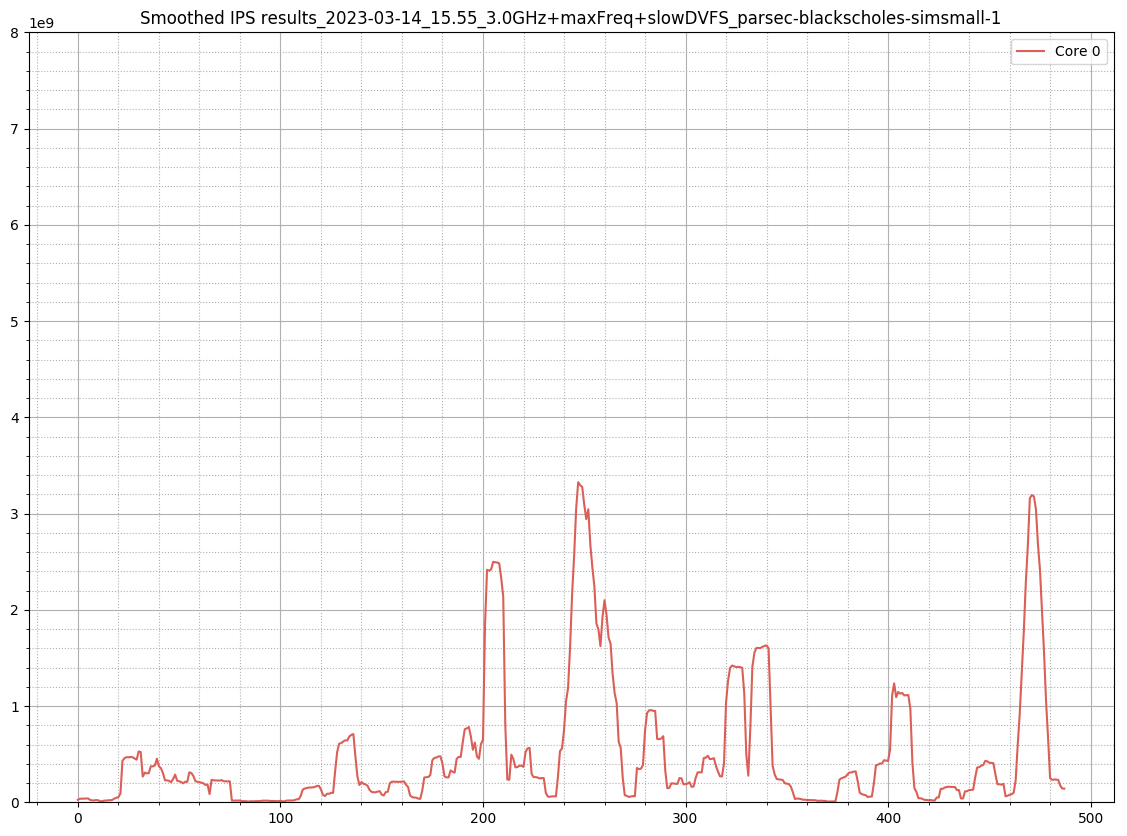 Smoothed IPS results_2023-03-14_15.55_3.0GHz+maxFreq+slowDVFS_parsec-blackscholes-simsmall-1
1e9
Core 0
8
7
6
5
4
3
2
1
0
0 100 200 300 400 500